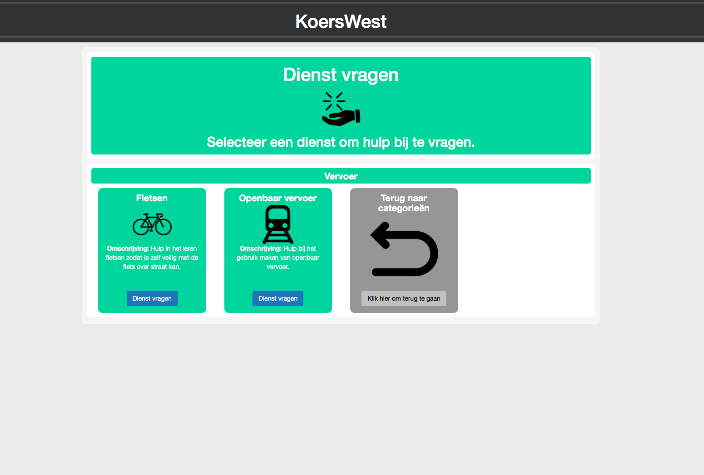 KoersWest
Dienst vragen
Selecteer een dienst om hulp bij te vragen.
Vervoer
Fietsen
Omschrijving: Hulp in het leren
fietsen zodat je zelf veilig met de
fiets over straat kan.
Dienst vragen
Openbaar vervoer
Omschrijving: Hulp bij het
gebruik maken van openbaar
vervoer.
Dienst vragen
Terug naar
categorieën
Klik hier om terug te gaan